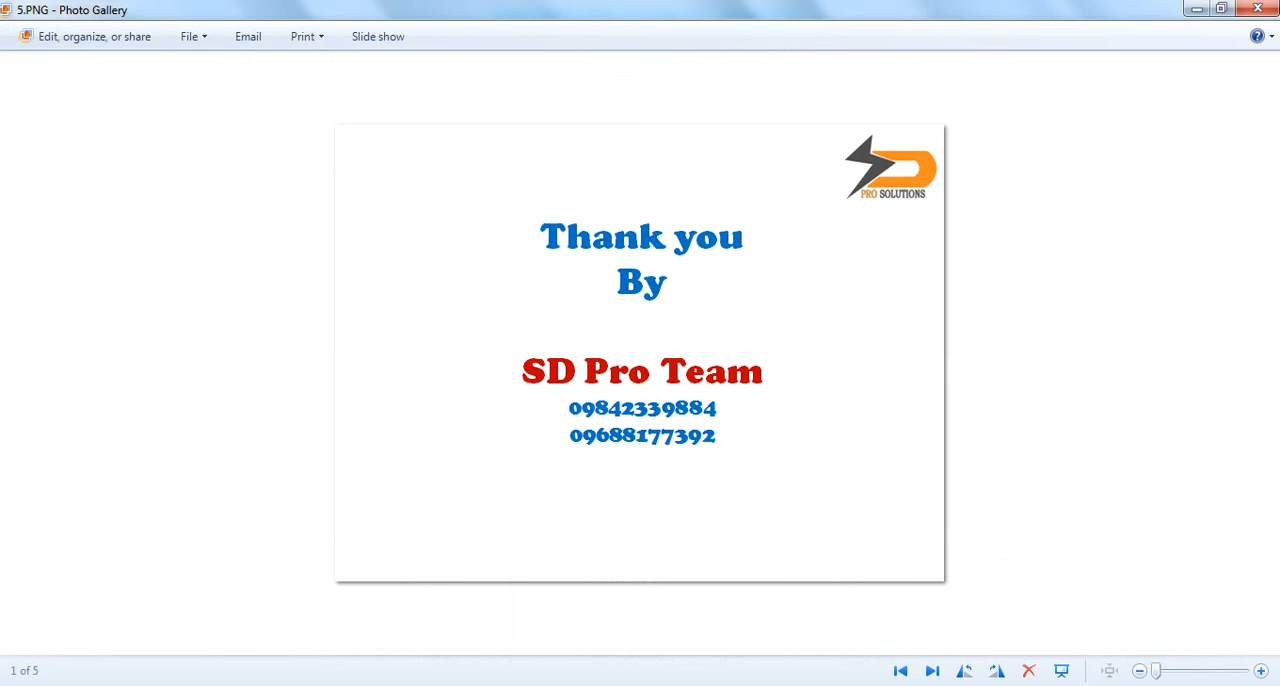 5.PNG - Photo Gallery
Edit, organize, or share File Email Print Slide show
PRO SOLUTIONS
Thank you
By
SD Pro Team
09842339884
09688177392
1 of 5